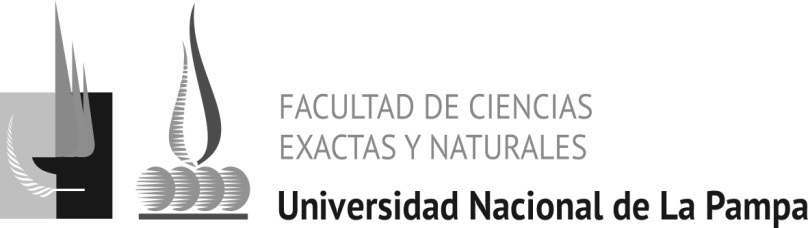 FACULTAD DE CIENCIAS
EXACTAS Y NATURALES
Universidad Nacional de La Pampa